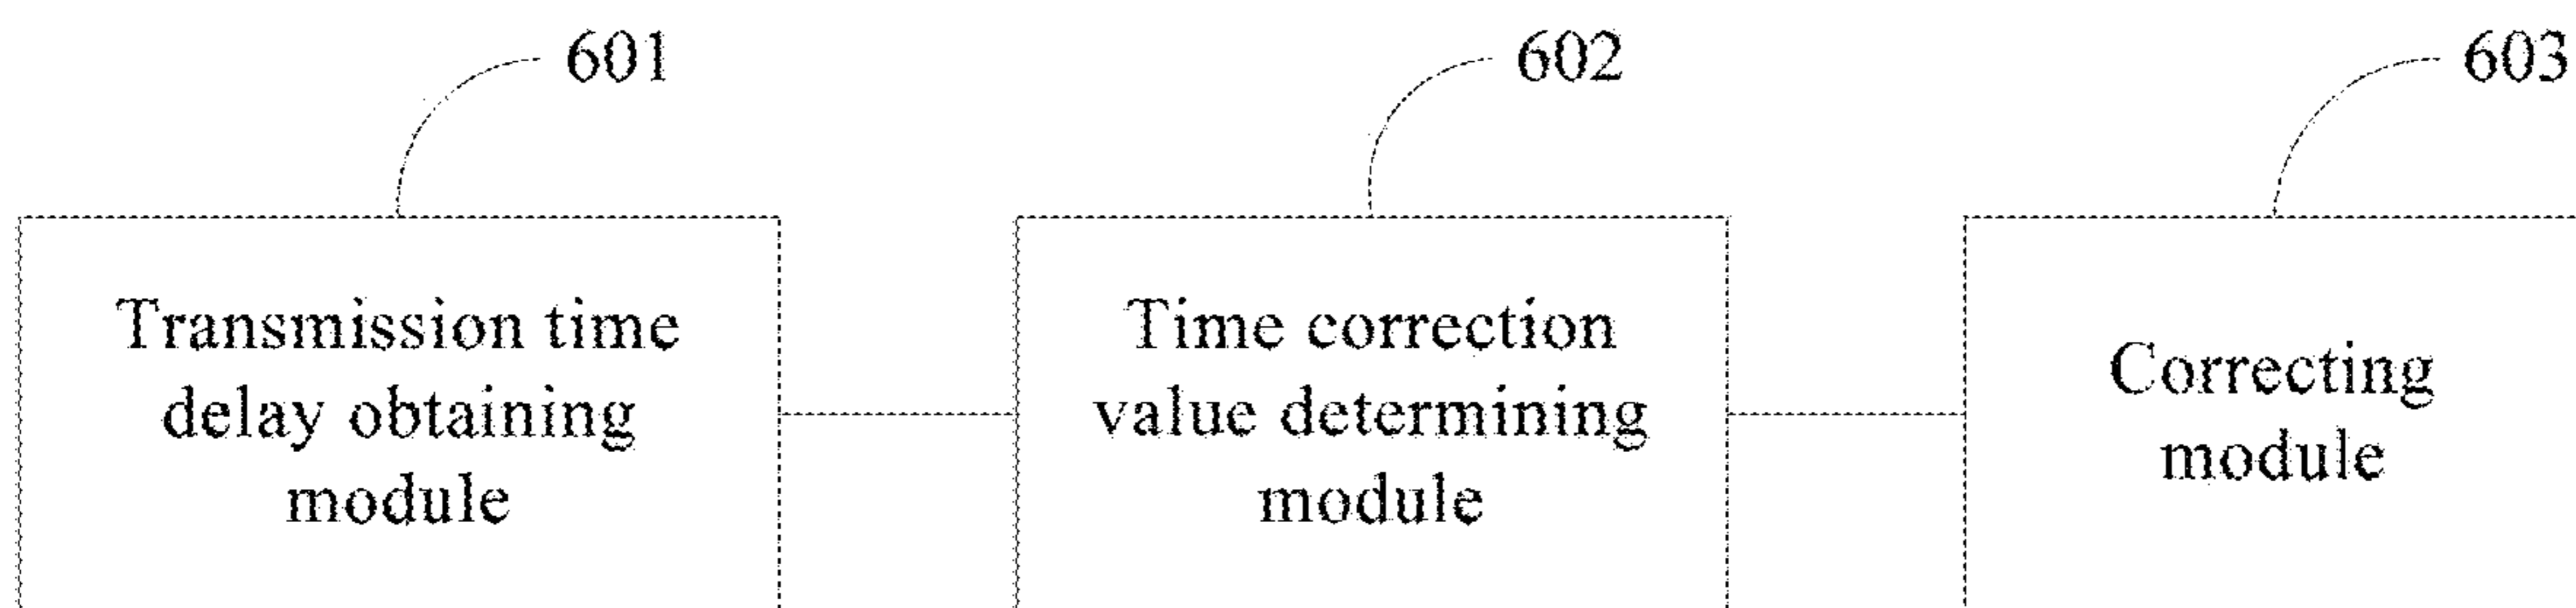 601
602
603
Transmission time
delay obtaining
module
Time correction
value determining
module
Correcting
module